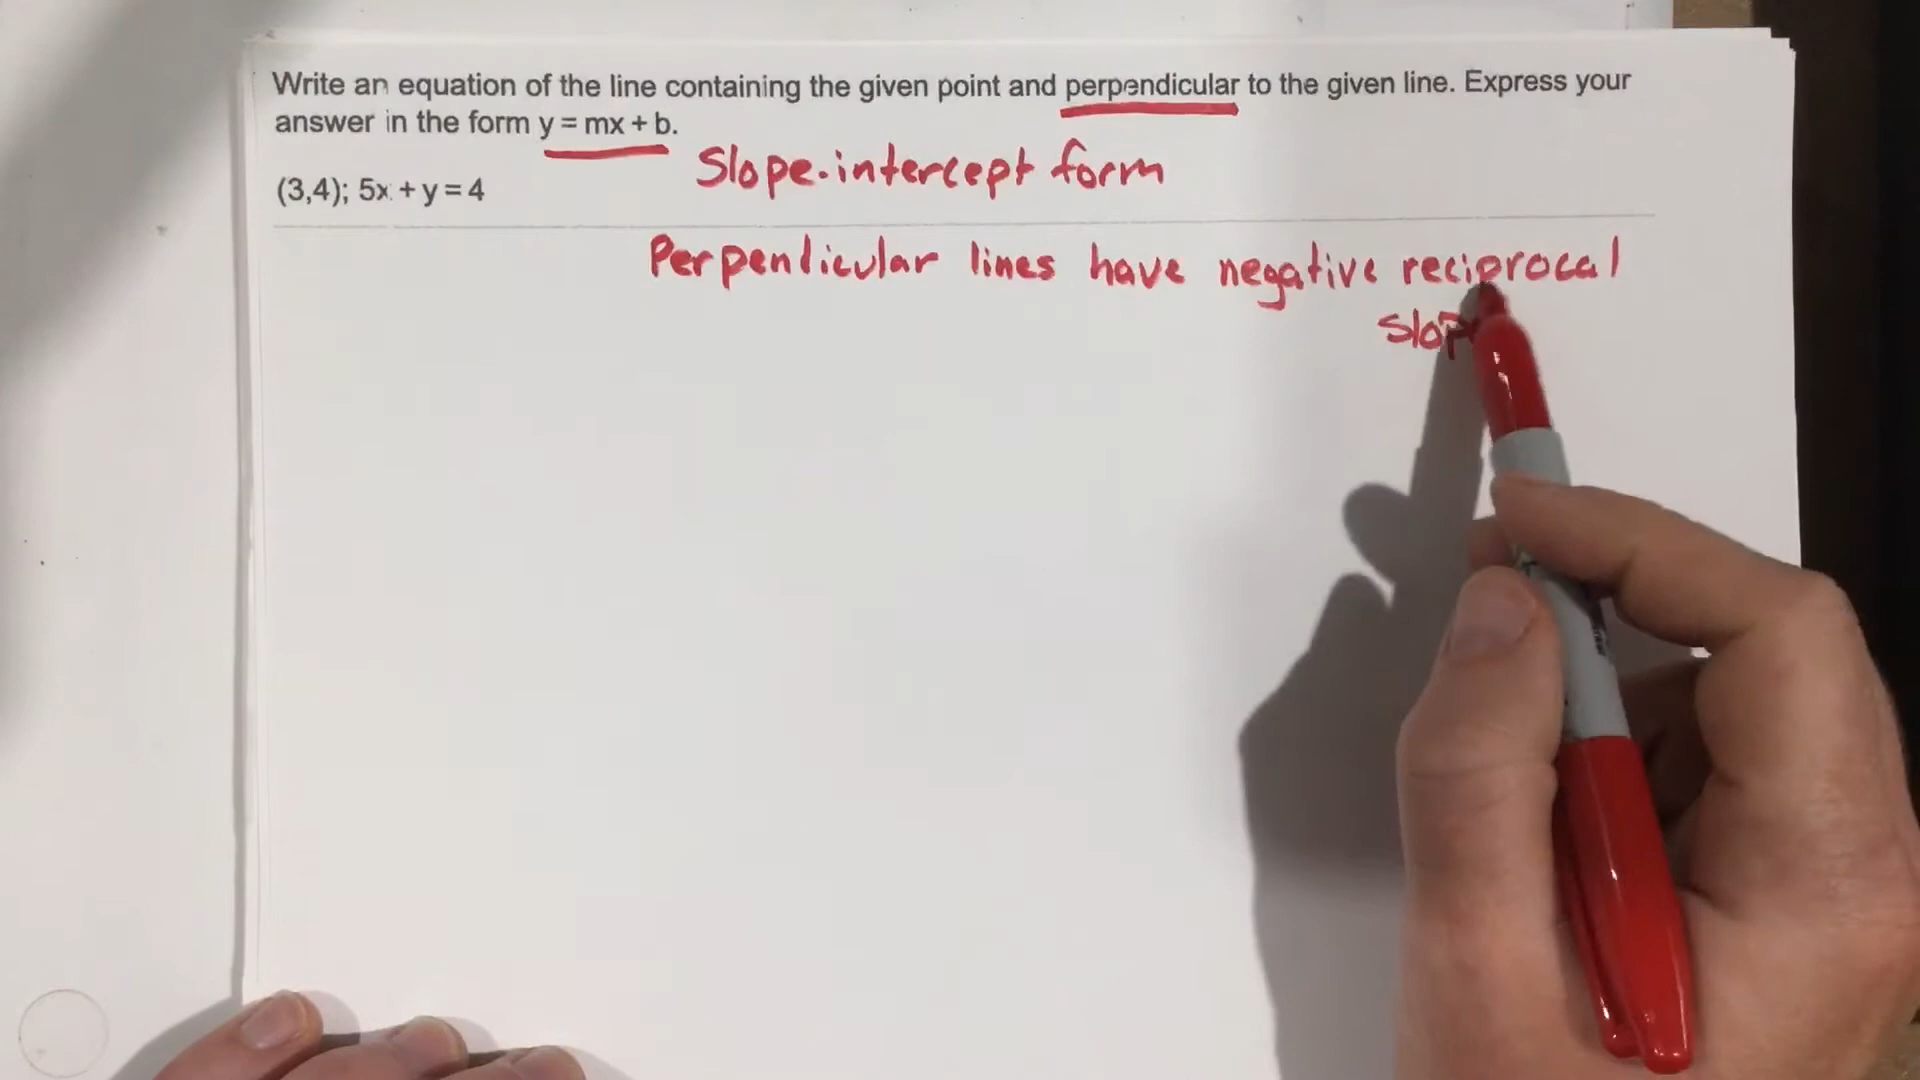 Write an equation of the line containing the given point and perpendicular to the given line. Express your
answer in the form y = mx + b.
Slope-intercept form
(3,4); 5x + y = 4
Perpendicular lines have negative reciprocal